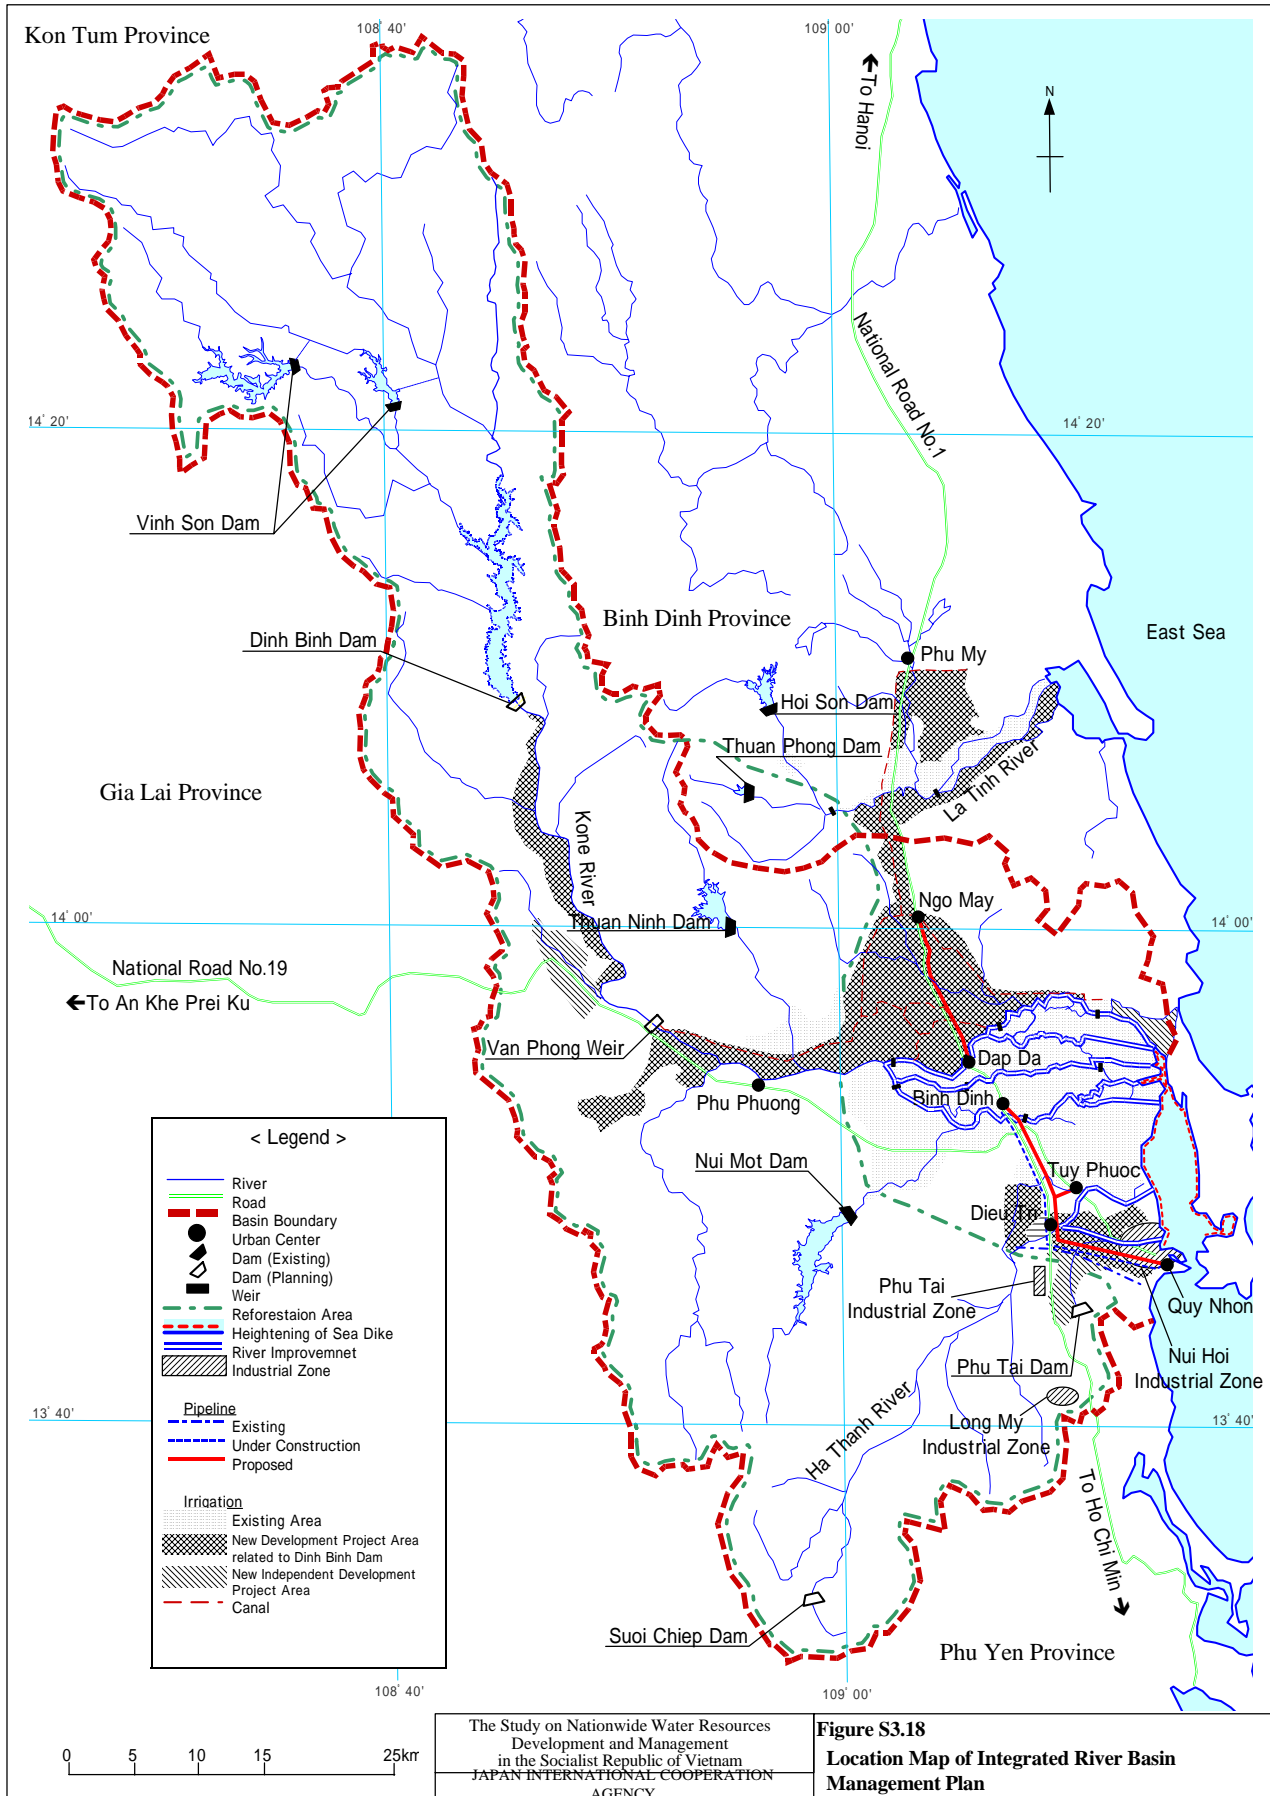 Kon Tum Province
108° 40'
109° 00'
To Hanoi
N
National Road No.1
14° 20'
14° 20'
Vinh Son Dam
Binh Dinh Province
East Sea
Dinh Binh Dam
Phu My
Hoi Son Dam
Thuan Phong Dam
La Tinh River
Gia Lai Province
Kone River
Ngo May
14° 00'
Thuan Ninh Dam
14° 00'
National Road No.19
To An Khe Prei Ku
Van Phong Weir
Dap Da
Phu Phuong
Binh Dinh
Nui Mot Dam
Tuy Phuoc
Dieu Tri
Phu Tai
Industrial Zone
Quy Nhon
Phu Tai Dam
Nui Hoi
Industrial Zone
Long My
Industrial Zone
Ha Thanh River
13° 40'
13° 40'
To Ho Chi Min
Suoi Chiep Dam
Phu Yen Province
< Legend >
River
Road
Basin Boundary
Urban Center
Dam (Existing)
Dam (Planning)
Weir
Reforestaion Area
Heightening of Sea Dike
River Improvemnet
Industrial Zone
Pipeline
Existing
Under Construction
Proposed
Irrigation
Existing Area
New Development Project Area
related to Dinh Binh Dam
New Independent Development
Project Area
Canal
108° 40'
109° 00'
0 5 10 15 25km
The Study on Nationwide Water Resources
Development and Management
in the Socialist Republic of Vietnam
JAPAN INTERNATIONAL COOPERATION
AGENCY
Figure S3.18
Location Map of Integrated River Basin
Management Plan